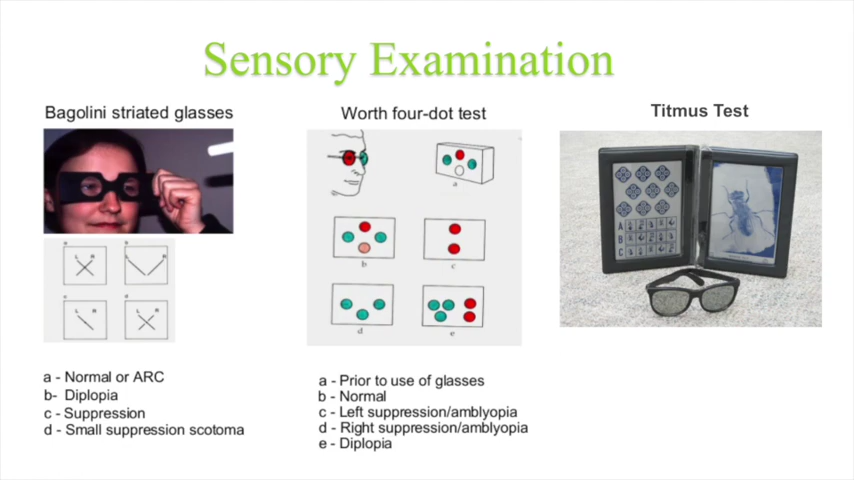 Sensory Examination
Bagolini striated glasses
Worth four-dot test
Titmus Test
a
b
L R
L R
c
d
L R
L R
a
b
c
d
e
A
B
C
a - Normal or ARC
b- Diplopia
c - Suppression
d - Small suppression scotoma
a - Prior to use of glasses
b - Normal
c - Left suppression/amblyopia
d - Right suppression/amblyopia
e - Diplopia